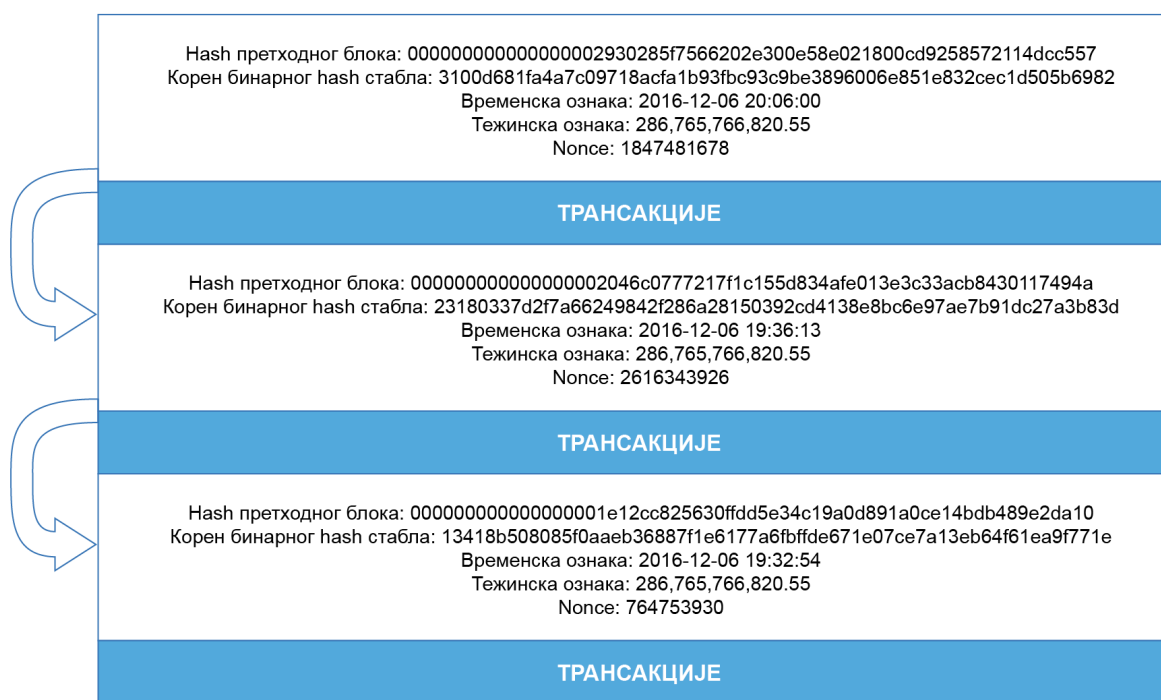 Hash претходног блока: 0000000000000000002930285f7566202e300e58e021800cd9258572114dcc557
Корен бинарног hash стабла: 3100d681fa4a7c09718acfa1b93fbc93c9be3896006e851e832cec1d505b6982
Временска ознака: 2016-12-06 20:06:00
Тежинска ознака: 286,765,766,820.55
Nonce: 1847481678
ТРАНСАКЦИЈЕ
Hash претходног блока: 000000000000000002046c0777217f1c155d834afe013e3c33acb8430117494a
Корен бинарног hash стабла: 23180337d2f7a66249842f286a28150392cd4138e8bc6e97ae7b91dc27a3b83d
Временска ознака: 2016-12-06 19:36:13
Тежинска ознака: 286,765,766,820.55
Nonce: 2616343926
ТРАНСАКЦИЈЕ
Hash претходног блока: 000000000000000001e12cc825630ffdd5e34c19a0d891a0ce14bdb489e2da10
Корен бинарног hash стабла: 13418b508085f0aaeb36887f1e6177a6fbffde671e07ce7a13eb64f61ea9f771e
Временска ознака: 2016-12-06 19:32:54
Тежинска ознака: 286,765,766,820.55
Nonce: 764753930
ТРАНСАКЦИЈЕ